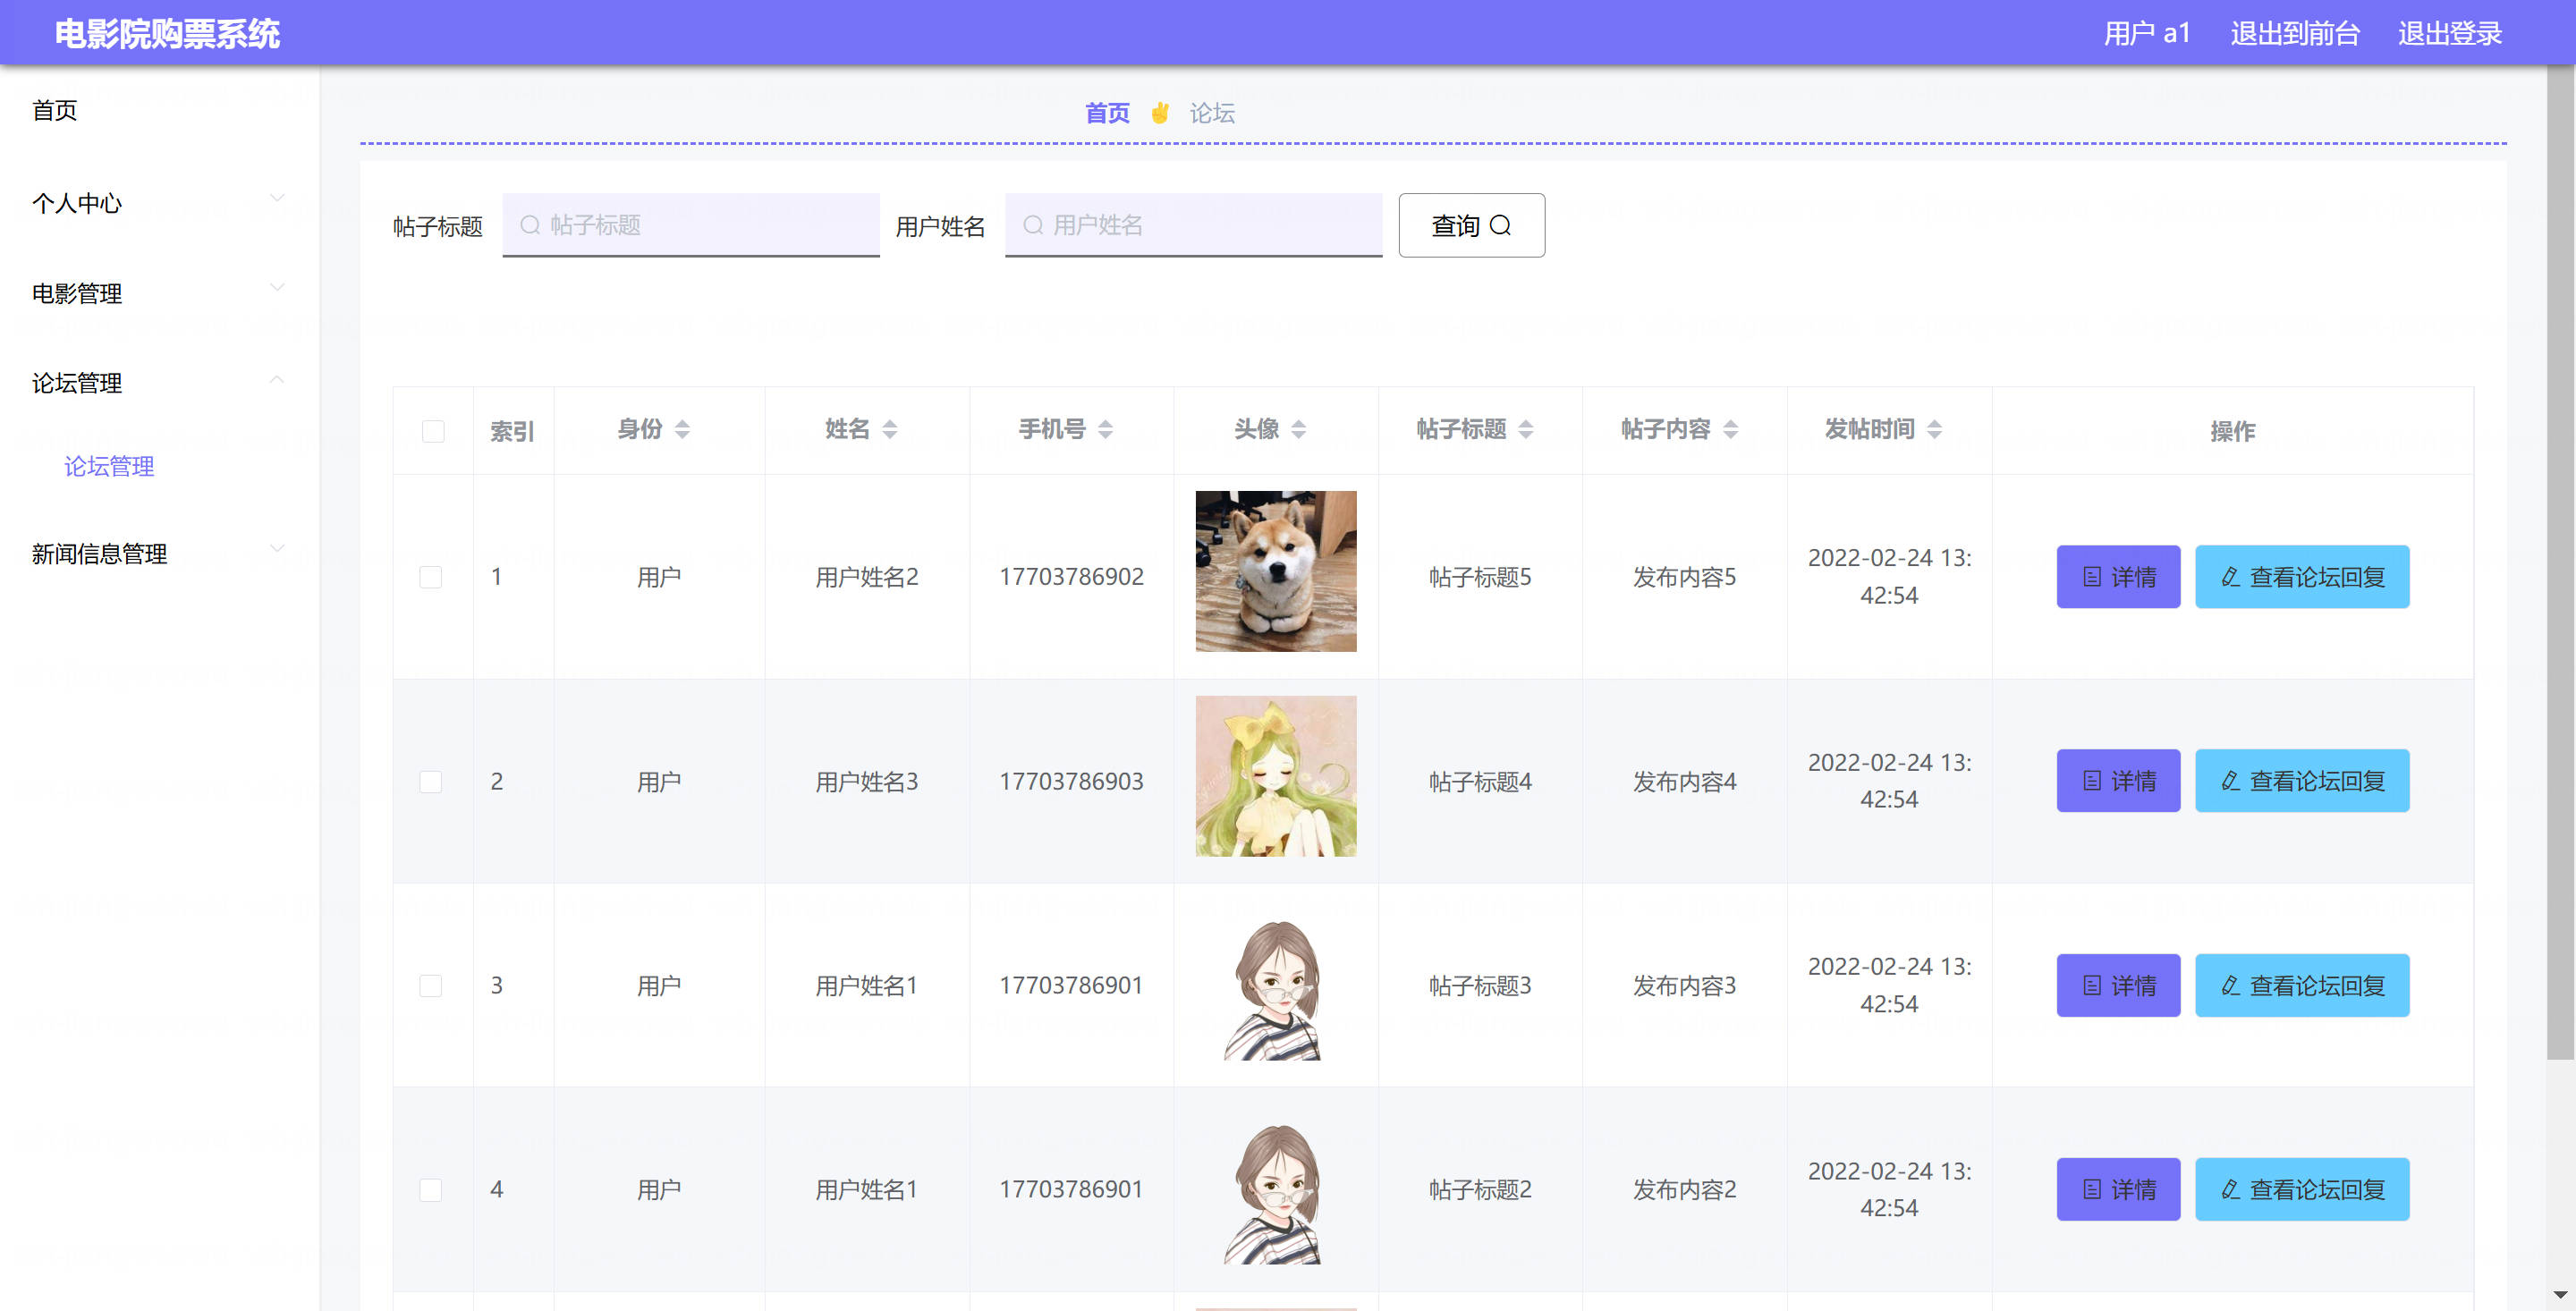 电影院购票系统
用户 a1 退出到前台 退出登录
首页
个人中心
电影管理
论坛管理
论坛管理
新闻信息管理
首页 论坛
帖子标题 帖子标题 用户姓名 用户姓名 查询
索引 身份 姓名 手机号 头像 帖子标题 帖子内容 发帖时间 操作
1 用户 用户姓名2 17703786902 帖子标题5 发布内容5 2022-02-24 13:
42:54
详情 查看论坛回复
2 用户 用户姓名3 17703786903 帖子标题4 发布内容4 2022-02-24 13:
42:54
详情 查看论坛回复
3 用户 用户姓名1 17703786901 帖子标题3 发布内容3 2022-02-24 13:
42:54
详情 查看论坛回复
4 用户 用户姓名1 17703786901 帖子标题2 发布内容2 2022-02-24 13:
42:54
详情 查看论坛回复